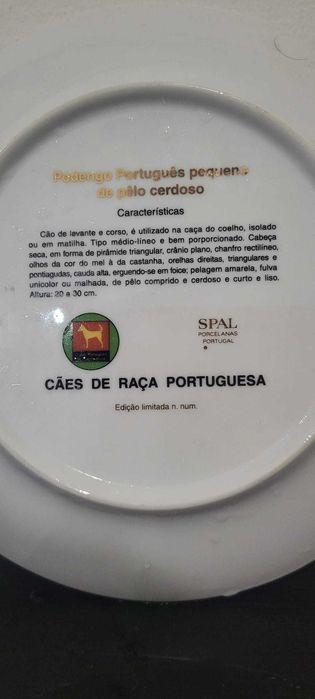 Podengo Português pequeno
de pêlo cerdoso
Características
Cão de levante e corso, é utilizado na caça do coelho, isolado
ou em matilha. Tipo médio-líneo e bem porporcionado. Cabeça
seca, em forma de pirâmide triangular, crânio plano, chanfro rectilíneo,
olhos da cor do mel à da castanha, orelhas direitas, triangulares e
pontiagudas, cauda alta, erguendo-se em foice; pelagem amarela, fulva
unicolor ou malhada, de pêlo comprido e cerdoso e curto e liso.
Altura: 20 a 30 cm.
SPAL
PORCELANAS
PORTUGAL
CÃES DE RAÇA PORTUGUESA
Edição limitada n. num.